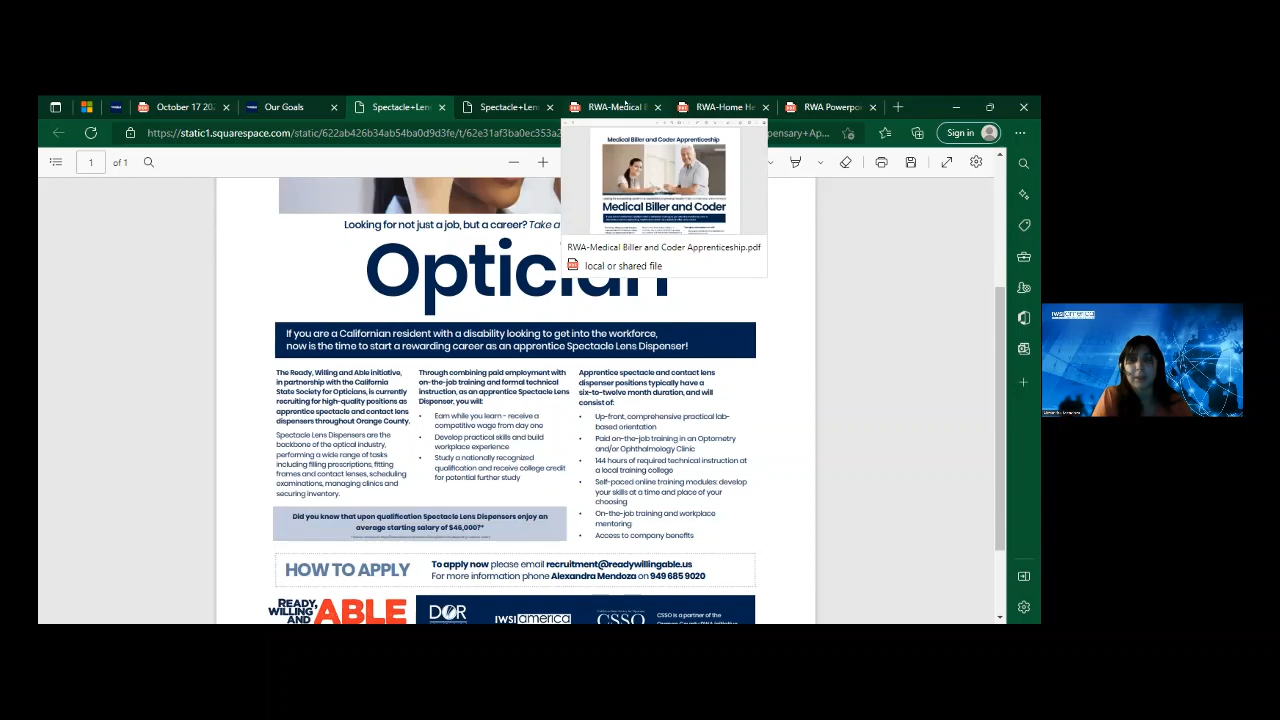 October 17 202
Our Goals
Spectacle+Len
Spectacle+Len
RWA-Medical B
RWA-Home He
RWA Powerpoi
https://static1.squarespace.com/static/622ab426b34ab54ba0d9d3fe/t/62e31af3ba0ec353a2
ensary+Ap...
Sign in
1
of 1
Medical Biller and Coder Apprenticeship
Medical Biller and Coder
RWA-Medical Biller and Coder Apprenticeship.pdf
local or shared file
Looking for not just a job, but a career? Take a
Optician
If you are a Californian resident with a disability looking to get into the workforce,
now is the time to start a rewarding career as an apprentice Spectacle Lens Dispenser!
The Ready, Willing and Able initiative,
in partnership with the California
State Society for Opticians, is currently
recruiting for high-quality positions as
apprentice spectacle and contact lens
dispensers throughout Orange County.
Spectacle Lens Dispensers are the
backbone of the optical industry,
performing a wide range of tasks
including filling prescriptions, fitting
frames and contact lenses, scheduling
examinations, managing clinics and
securing inventory.
Through combining paid employment with
on-the-job training and formal technical
instruction, as an apprentice Spectacle Lens
Dispenser, you will:
• Earn while you learn - receive a
competitive wage from day one
• Develop practical skills and build
workplace experience
• Study a nationally recognized
qualification and receive college credit
for potential further study
Apprentice spectacle and contact lens
dispenser positions typically have a
six-to-twelve month duration, and will
consist of:
• Up-front, comprehensive practical lab-
based orientation
• Paid on-the-job training in an Optometry
and/or Ophthalmology Clinic
• 144 hours of required technical instruction at
a local training college
• Self-paced online training modules: develop
your skills at a time and place of your
choosing
• On-the-job training and workplace
mentoring
• Access to company benefits
Did you know that upon qualification Spectacle Lens Dispensers enjoy an
average starting salary of $46,000?*
HOW TO APPLY
To apply now please email recruitment@readywillingable.us
For more information phone Alexandra Mendoza on 949 685 9020
READY,
WILLING
AND
ABLE
DOR
IWSIamerica
CSSO
CSSO is a partner of the
IWSIamerica
Alexandra Mendoza